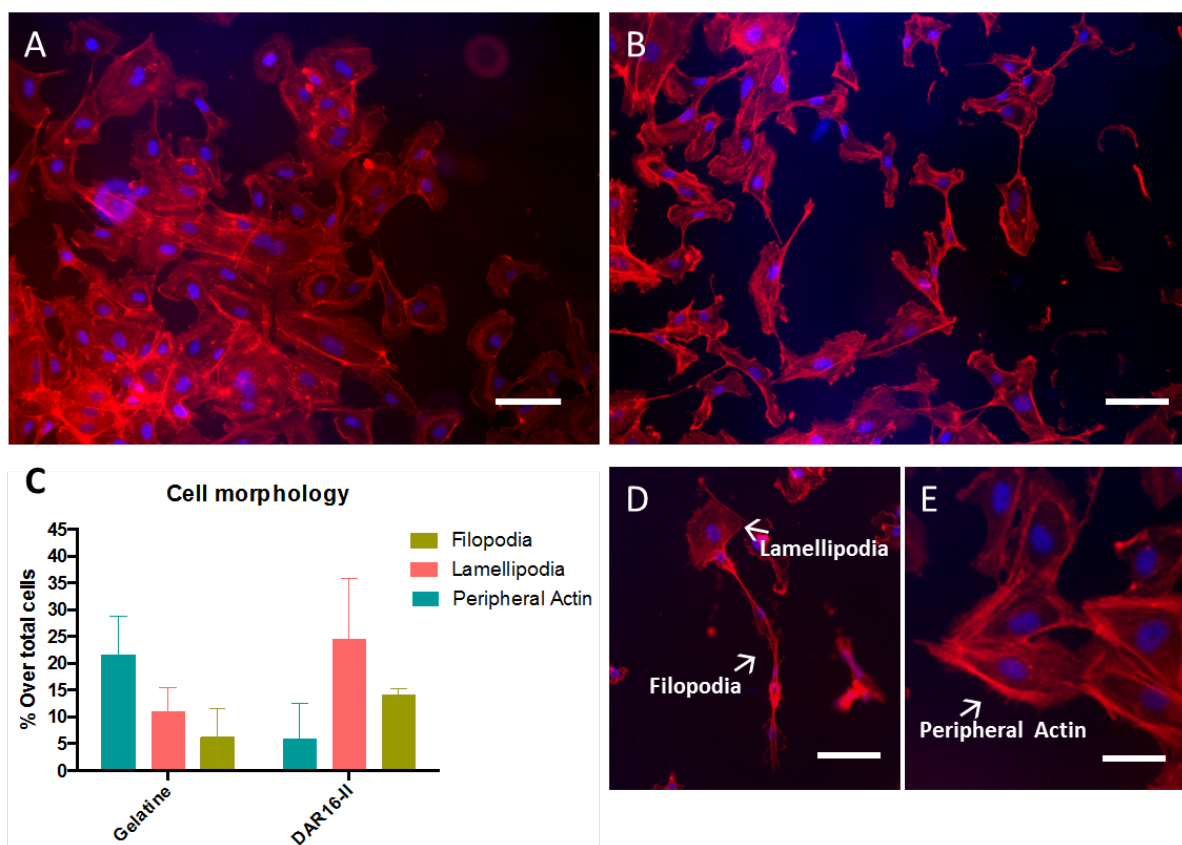 A
B
C
Cell morphology
% Over total cells
45
40
35
30
25
20
15
10
5
0
Gelatine
DAR16-II
Filopodia
Lamellipodia
Peripheral Actin
D
Lamellipodia
Filopodia
E
Peripheral Actin